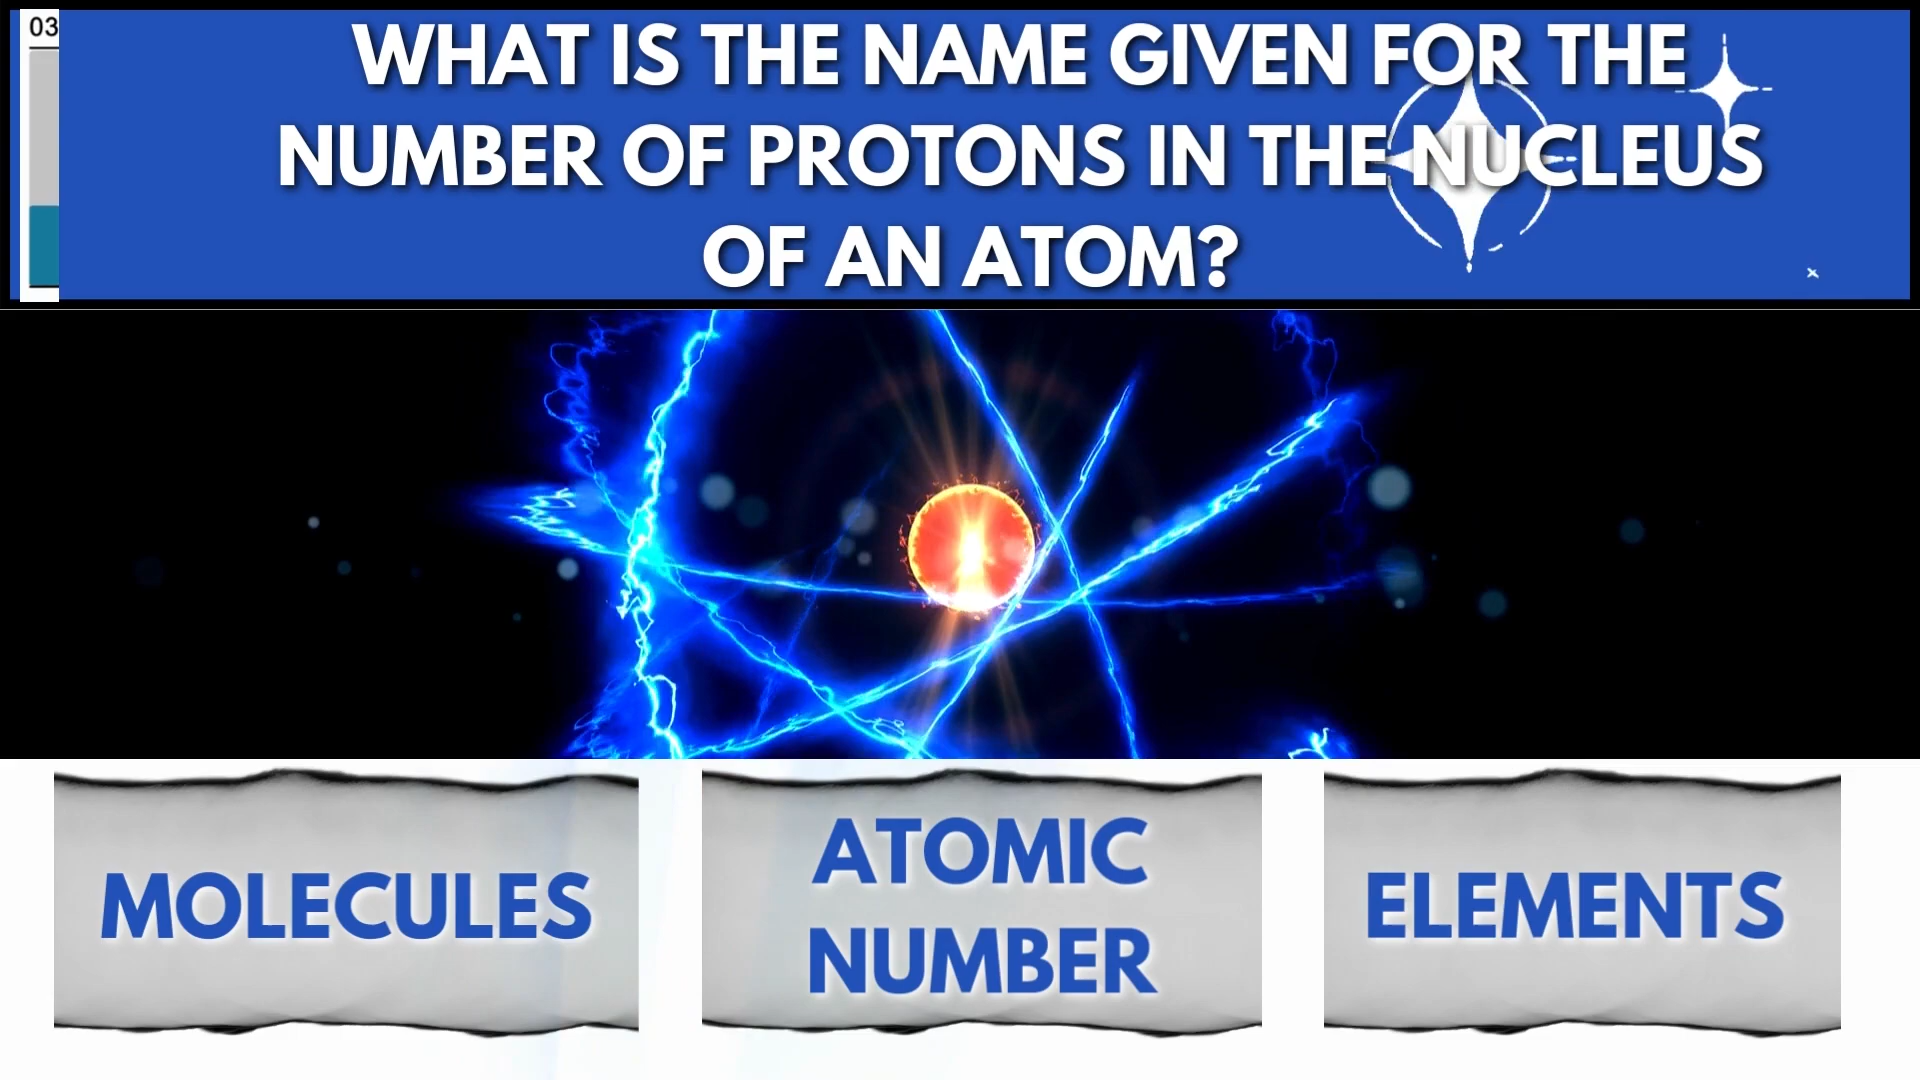 03
WHAT IS THE NAME GIVEN FOR THE
NUMBER OF PROTONS IN THE NUCLEUS
OF AN ATOM?
MOLECULES
ATOMIC
NUMBER
ELEMENTS